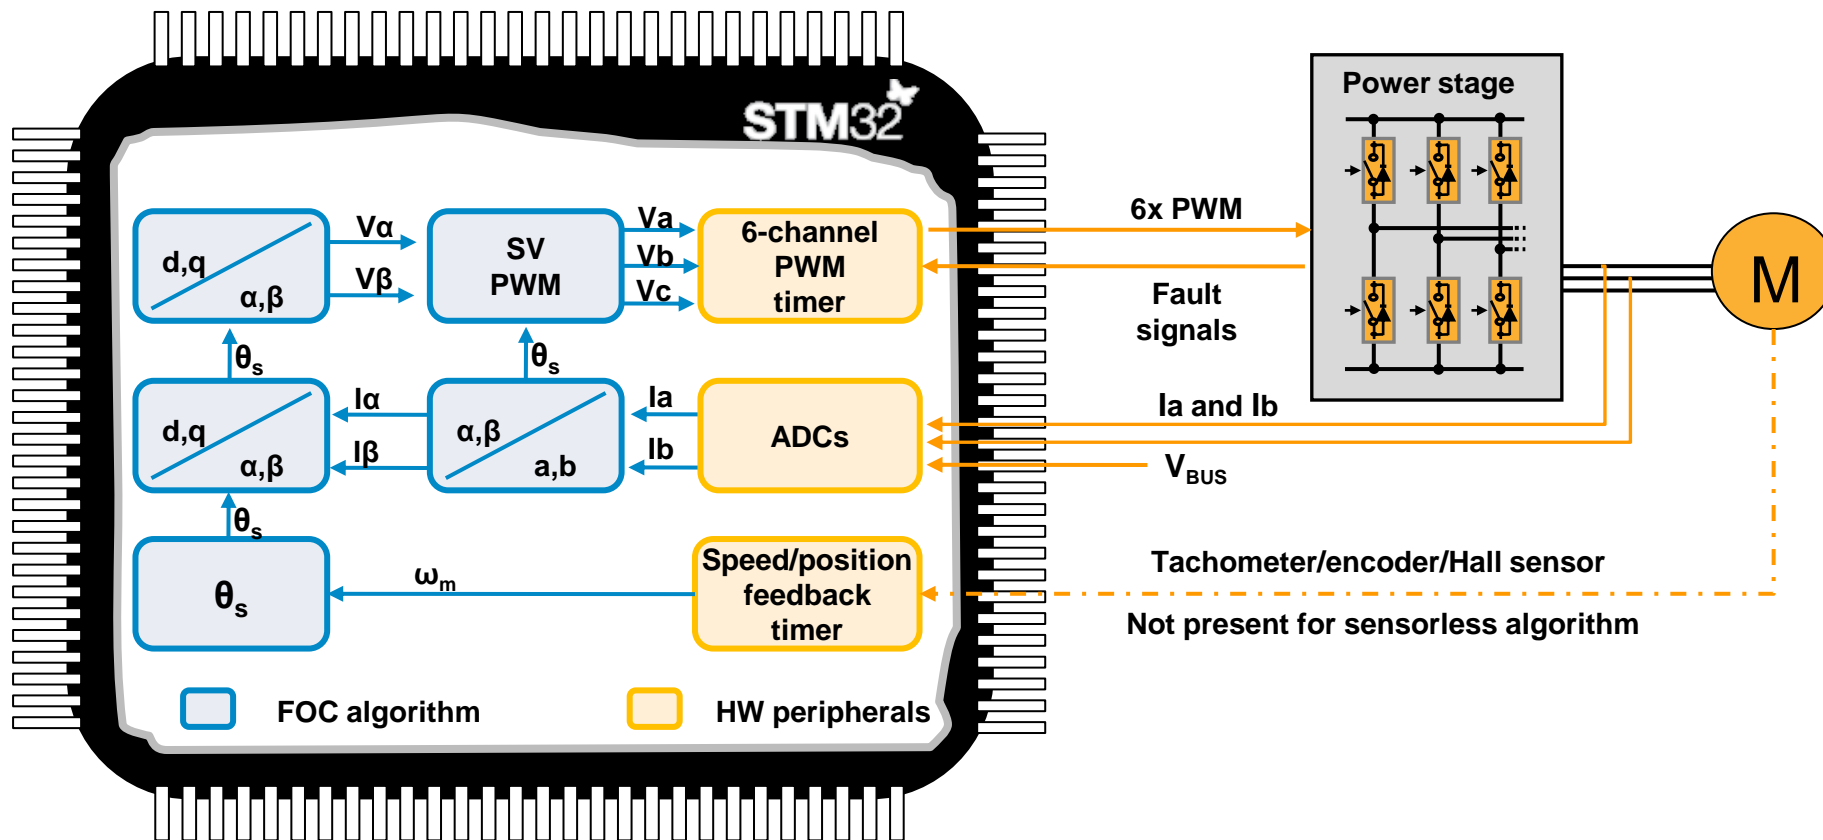 STM32
Power stage
d,q
α,β
Vα
Vβ
SV
PWM
Va
Vb
Vc
6-channel
PWM
timer
6x PWM
Fault
signals
M
θs
θs
d,q
α,β
Iα
Iβ
α,β
a,b
Ia
Ib
ADCs
Ia and Ib
VBUS
θs
θs
ωm
Speed/position
feedback
timer
Tachometer/encoder/Hall sensor
Not present for sensorless algorithm
FOC algorithm
HW peripherals